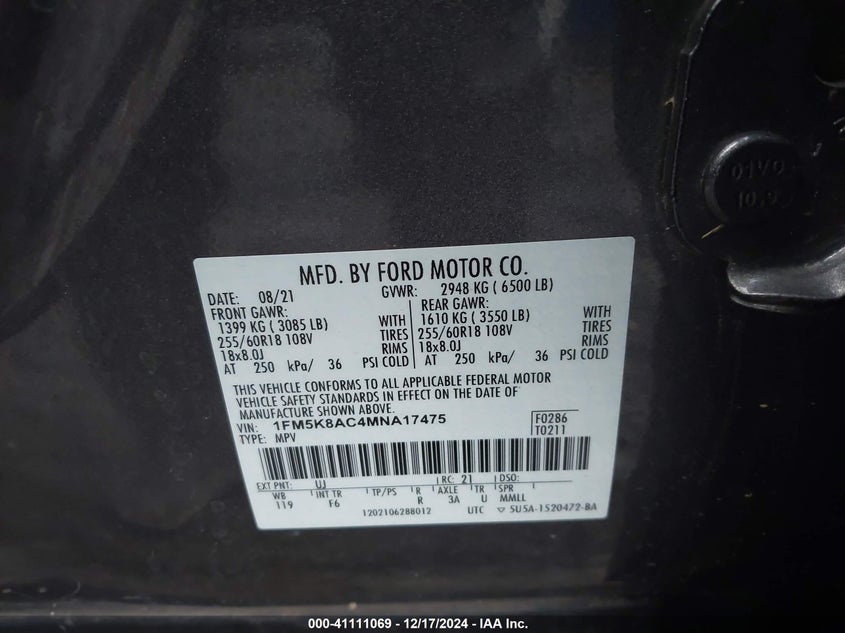 01VO
10.9
MFD. BY FORD MOTOR CO.
DATE: 08/21 GVWR: 2948 KG ( 6500 LB)
FRONT GAWR: REAR GAWR:
1399 KG ( 3085 LB) WITH 1610 KG ( 3550 LB) WITH
255/60R18 108V TIRES 255/60R18 108V TIRES
18x8.0J RIMS 18x8.0J RIMS
AT 250 kPa/ 36 PSI COLD AT 250 kPa/ 36 PSI COLD
THIS VEHICLE CONFORMS TO ALL APPLICABLE FEDERAL MOTOR
VEHICLE SAFETY STANDARDS IN EFFECT ON THE DATE OF
MANUFACTURE SHOWN ABOVE.
VIN: 1FM5K8AC4MNA17475 F0286
TYPE: MPV T0211
EXT PNT: UJ RC: 21 DSO:
WB INT TR TP/PS R AXLE TR SPR
119 F6 R 3A U MMLL
1202106288012 UTC ▽ 5U5A-1520472-BA
000-41111069 - 12/17/2024 - IAA Inc.